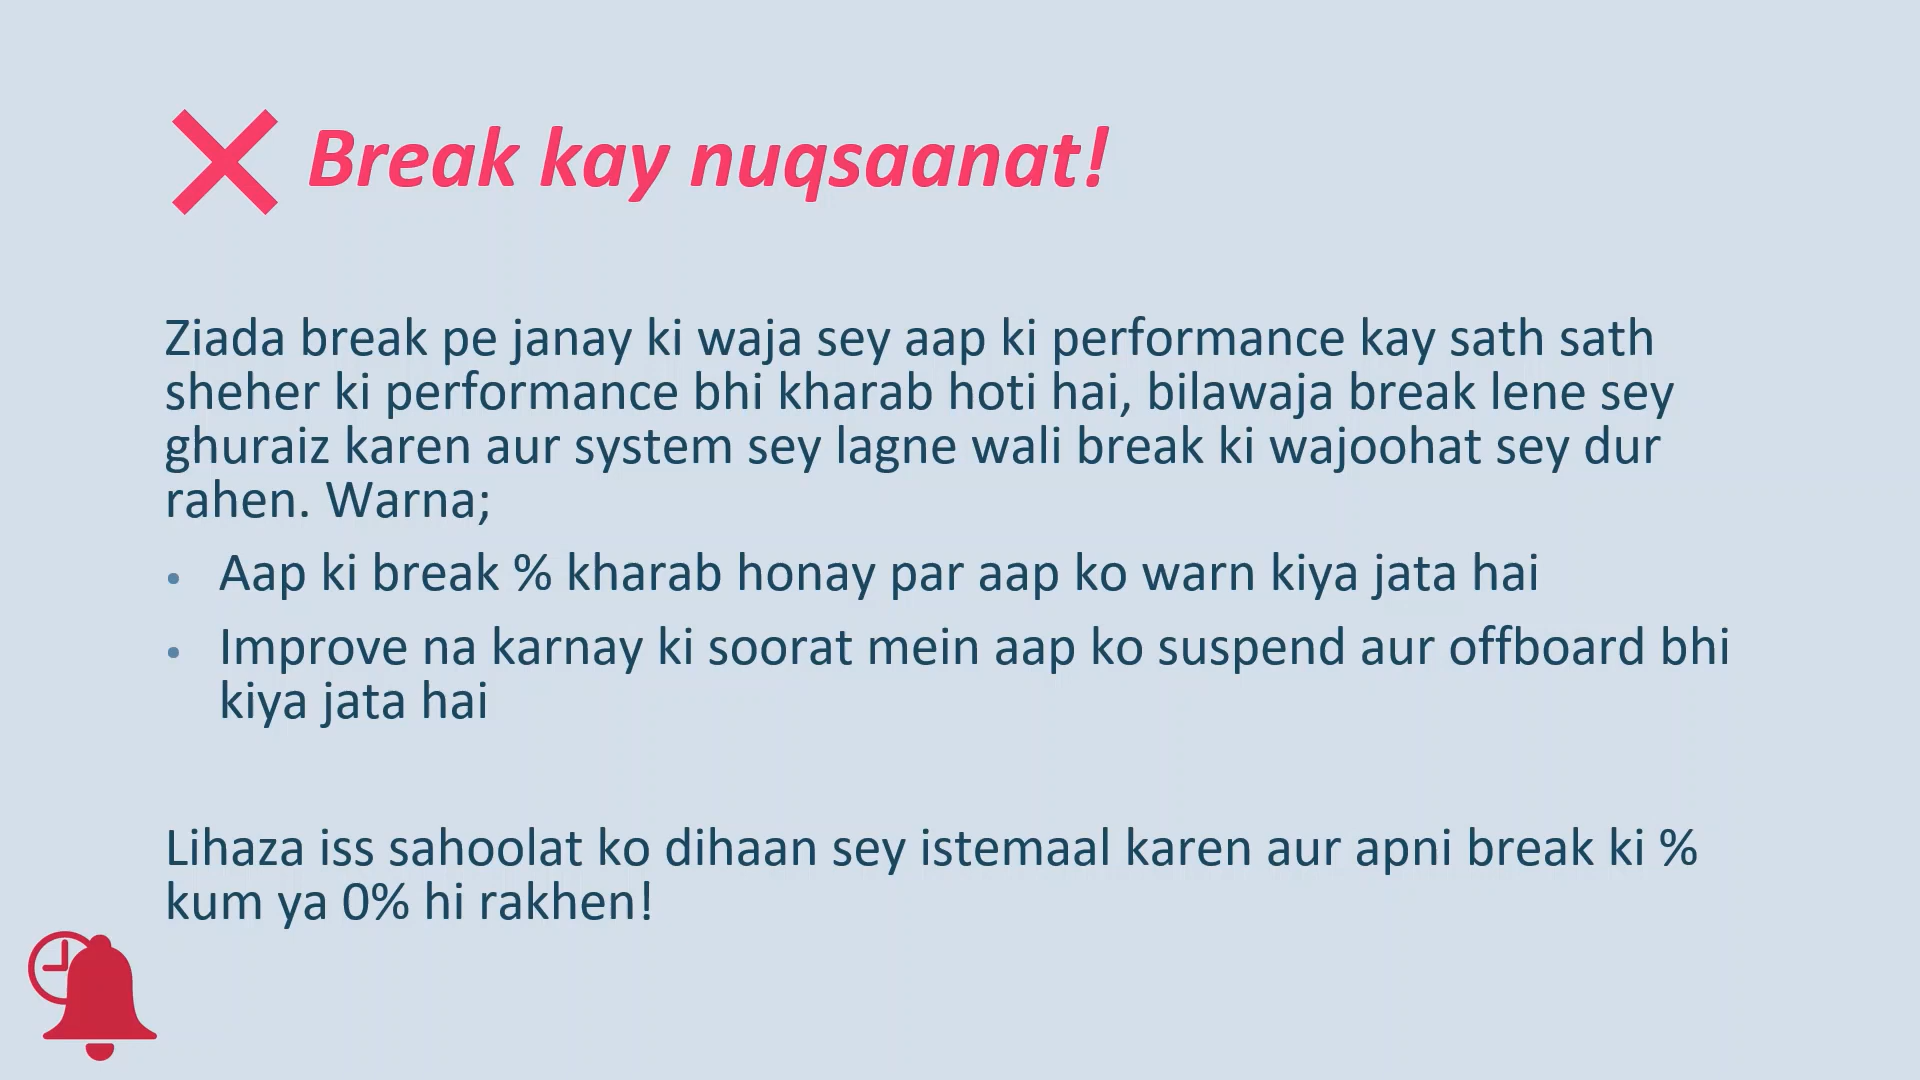 Break kay nuqsaanat!
Ziada break pe janay ki waja sey aap ki performance kay sath sath
sheher ki performance bhi kharab hoti hai, bilawaja break lene sey
ghuraiz karen aur system sey lagne wali break ki wajoohat sey dur
rahen. Warna;
• Aap ki break % kharab honay par aap ko warn kiya jata hai
• Improve na karnay ki soorat mein aap ko suspend aur offboard bhi
kiya jata hai
Lihaza iss sahoolat ko dihaan sey istemaal karen aur apni break ki %
kum ya 0% hi rakhen!